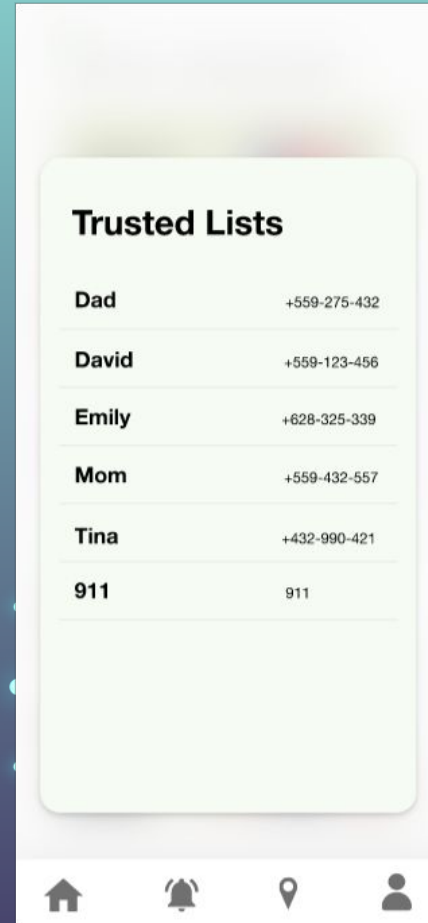 Trusted Lists
Dad +559-275-432
David +559-123-456
Emily +628-325-339
Mom +559-432-557
Tina +432-990-421
911 911